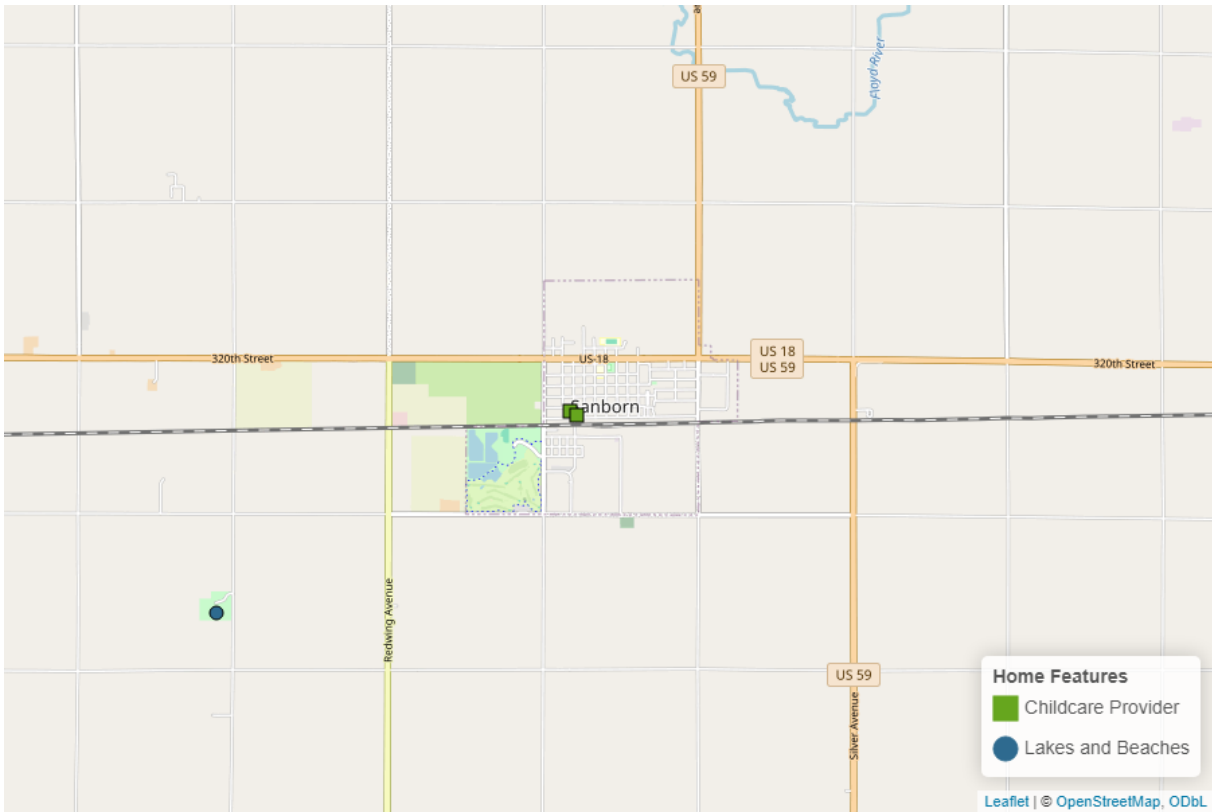 US 59
Floyd River
320th Street
US-18
US 18
US 59
320th Street
Sanborn
Redwing Avenue
US 59
Silver Avenue
Home Features
Childcare Provider
Lakes and Beaches
Leaflet | © OpenStreetMap, ODbL